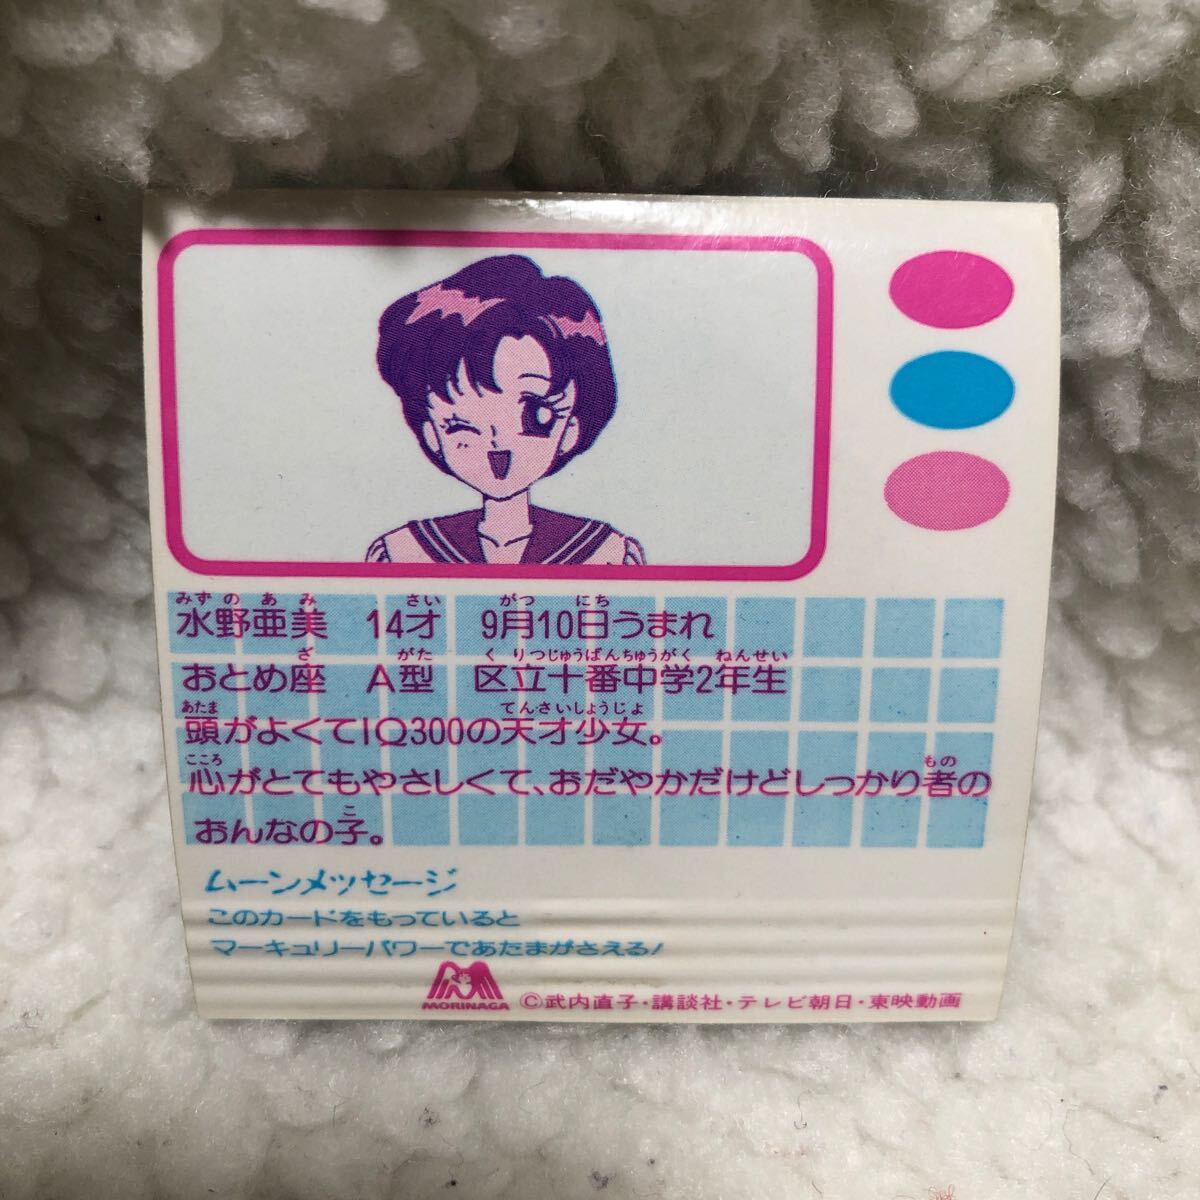 みずのあみ さい がつ にち
水野亜美 14才 9月10日うまれ
ざ がた くりつじゅうばんちゅうがく ねんせい
おとめ座 A型 区立十番中学2年生
あたま てんさいしょうじょ
頭がよくてIQ300の天才少女。
こころ もの
心がとてもやさしくて、おだやかだけどしっかり者の
こ
おんなの子。
ムーンメッセージ
このカードをもっていると
マーキュリーパワーであたまがさえる!
MORINAGA ©武内直子・講談社・テレビ朝日・東映動画